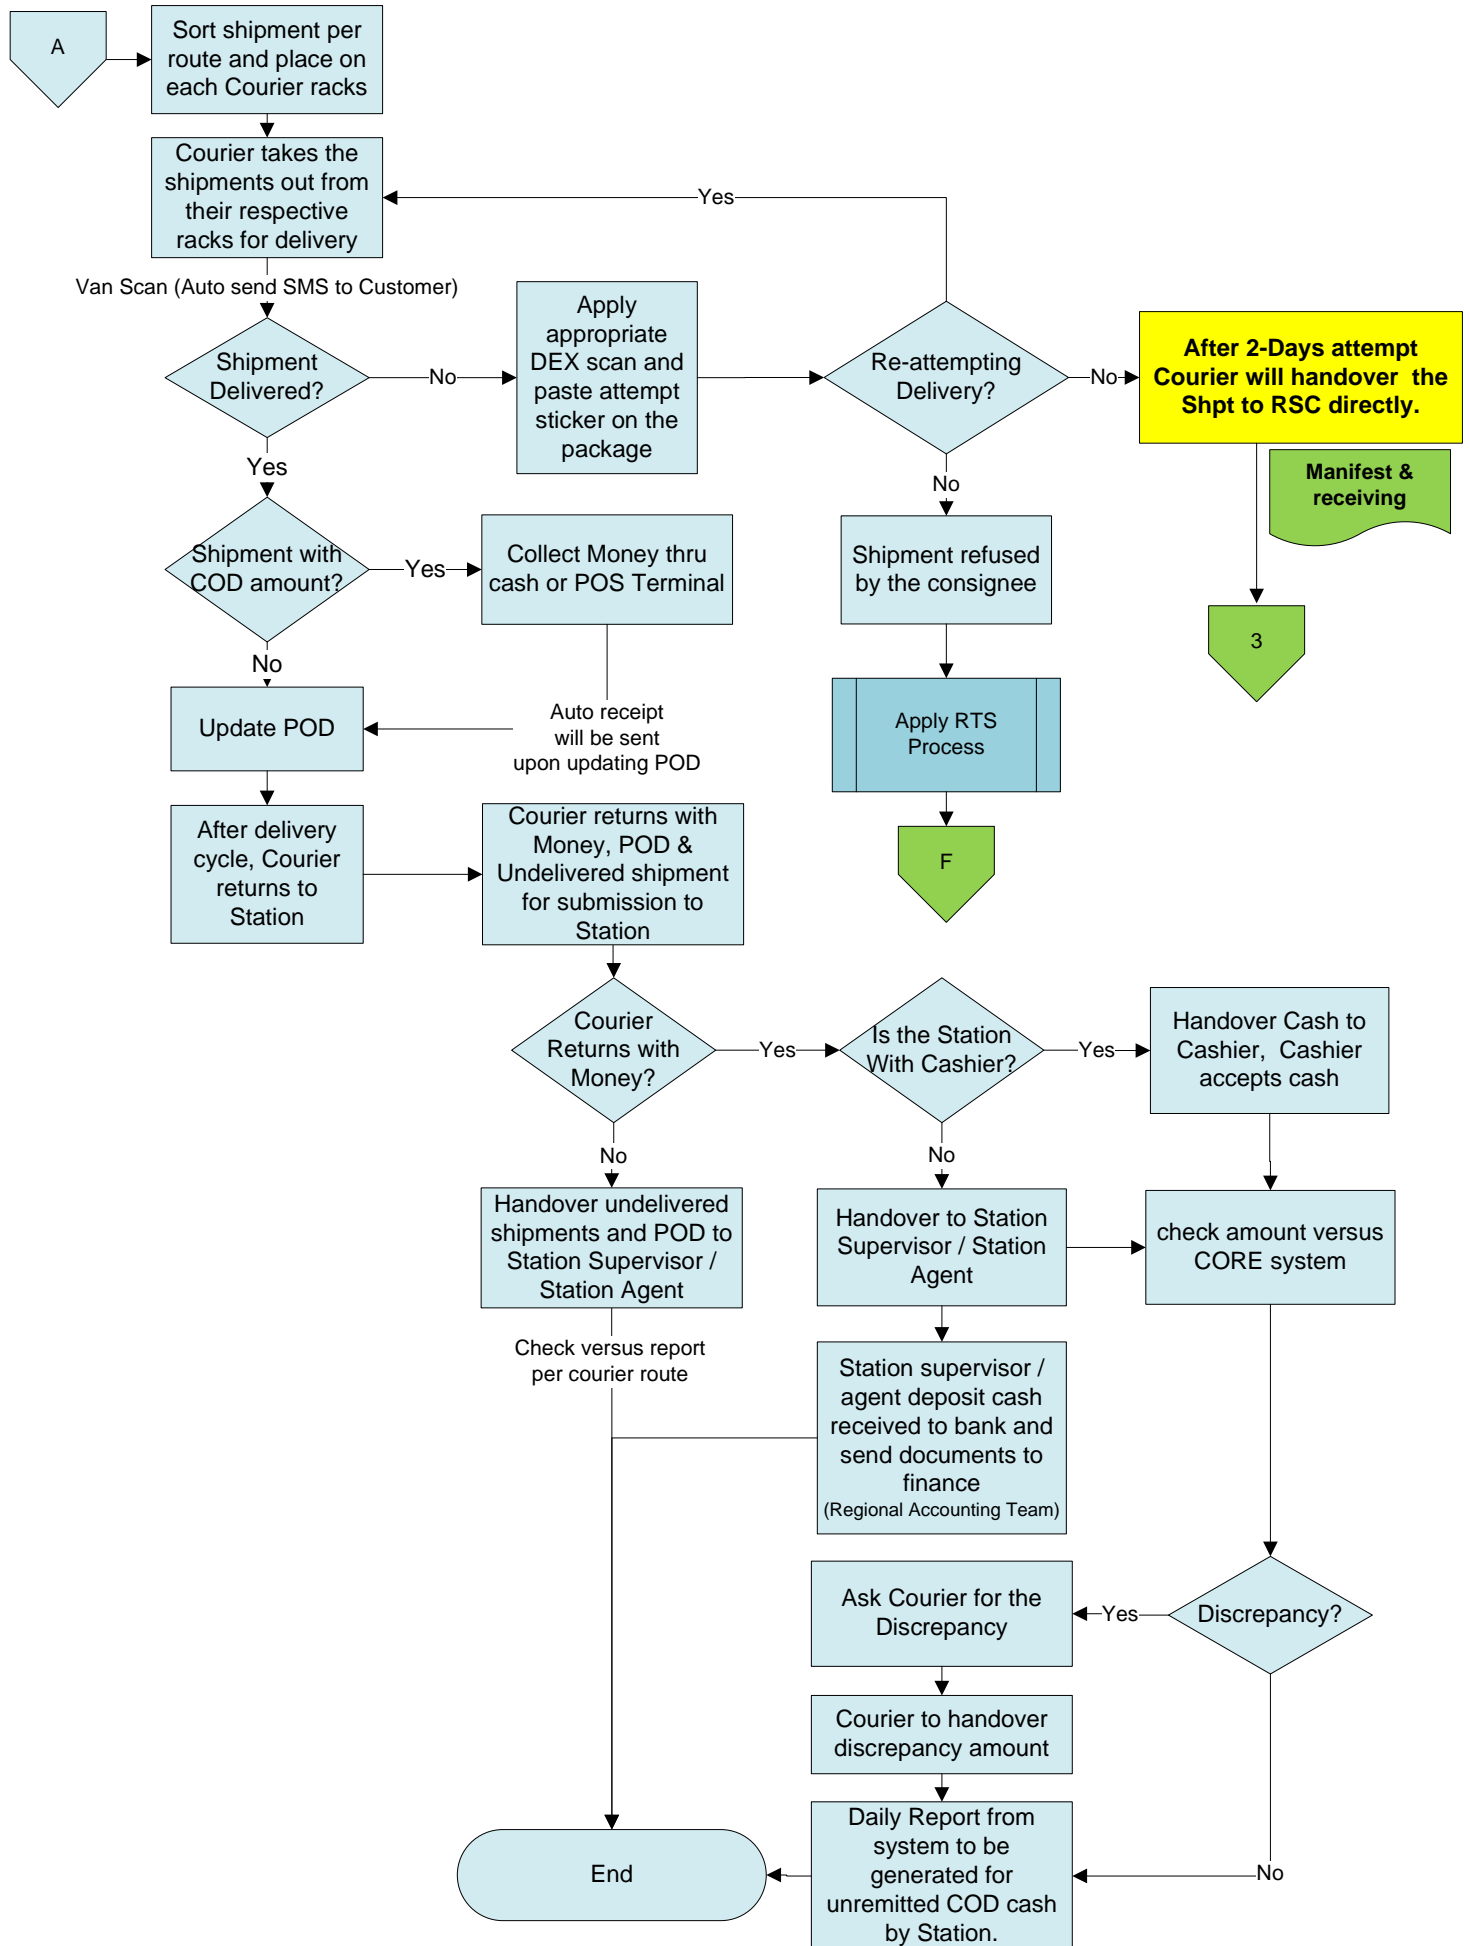 A
Sort shipment per
route and place on
each Courier racks
Courier takes the
shipments out from
their respective
racks for delivery
Yes
Van Scan (Auto send SMS to Customer)
Shipment
Delivered?
No
Apply
appropriate
DEX scan and
paste attempt
sticker on the
package
Re-attempting
Delivery?
No
After 2-Days attempt
Courier will handover the
Shpt to RSC directly.
Manifest &
receiving
3
Yes
No
Shipment with
COD amount?
Yes
Collect Money thru
cash or POS Terminal
Shipment refused
by the consignee
No
Update POD
Auto receipt
will be sent
upon updating POD
Apply RTS
Process
F
After delivery
cycle, Courier
returns to
Station
Courier returns with
Money, POD &
Undelivered shipment
for submission to
Station
Courier
Returns with
Money?
Yes
Is the Station
With Cashier?
Yes
Handover Cash to
Cashier, Cashier
accepts cash
No
No
Handover undelivered
shipments and POD to
Station Supervisor /
Station Agent
Handover to Station
Supervisor / Station
Agent
check amount versus
CORE system
Check versus report
per courier route
Station supervisor /
agent deposit cash
received to bank and
send documents to
finance
(Regional Accounting Team)
Ask Courier for the
Discrepancy
Yes
Discrepancy?
Courier to handover
discrepancy amount
No
Daily Report from
system to be
generated for
unremitted COD cash
by Station.
End